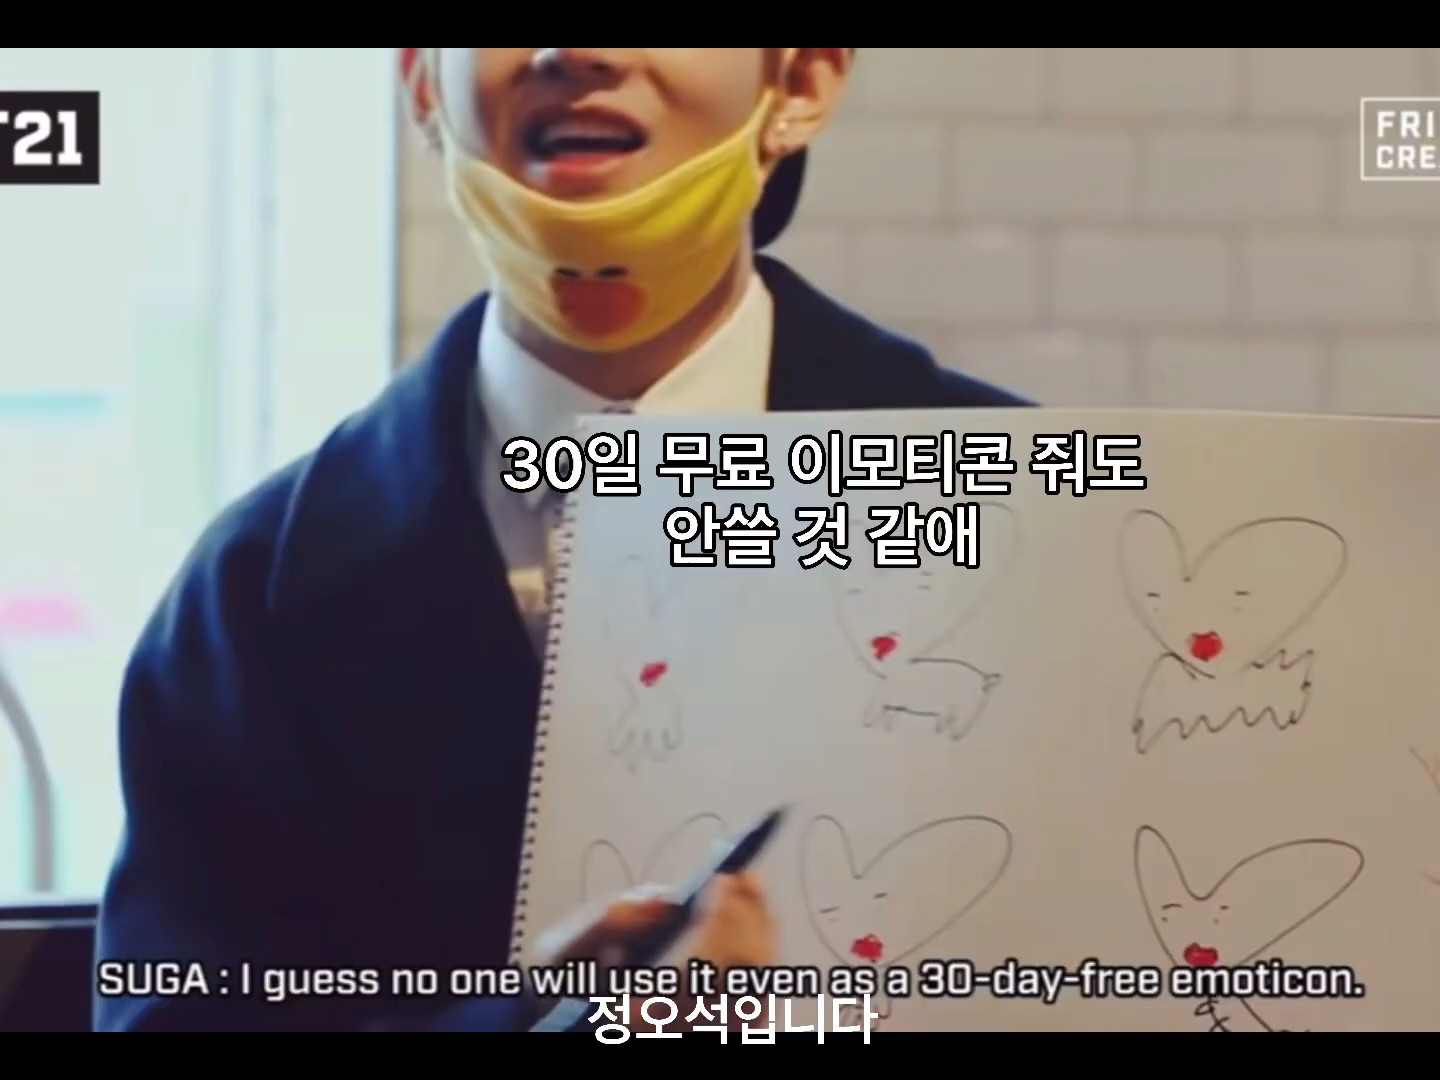 T21
FRI
CRE
30일 무료 이모티콘 줘도
안쓸 것 같애
SUGA : I guess no one will use it even as a 30-day-free emoticon.
정오석입니다